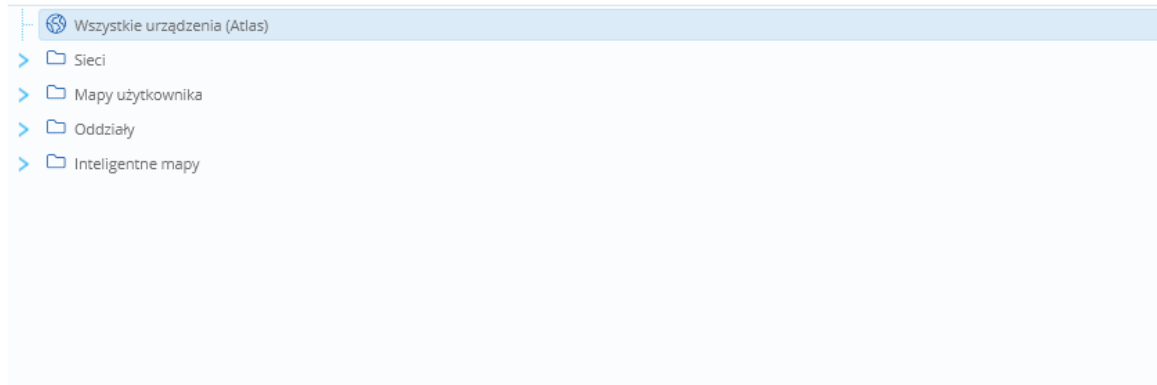 Wszystkie urządzenia (Atlas)
Sieci
Mapy użytkownika
Oddziały
Inteligentne mapy